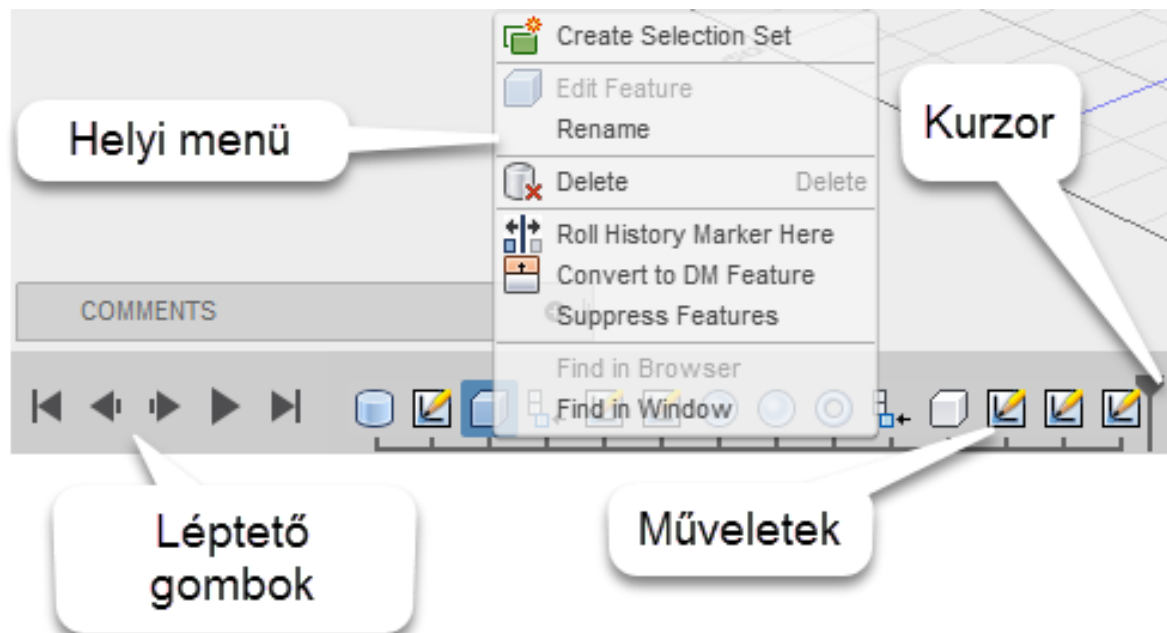 Create Selection Set
Edit Feature
Rename
Helyi menü
Kurzor
Delete Delete
Roll History Marker Here
Convert to DM Feature
COMMENTS
Suppress Features
Find in Browser
Find in Window
Léptető
gombok
Műveletek